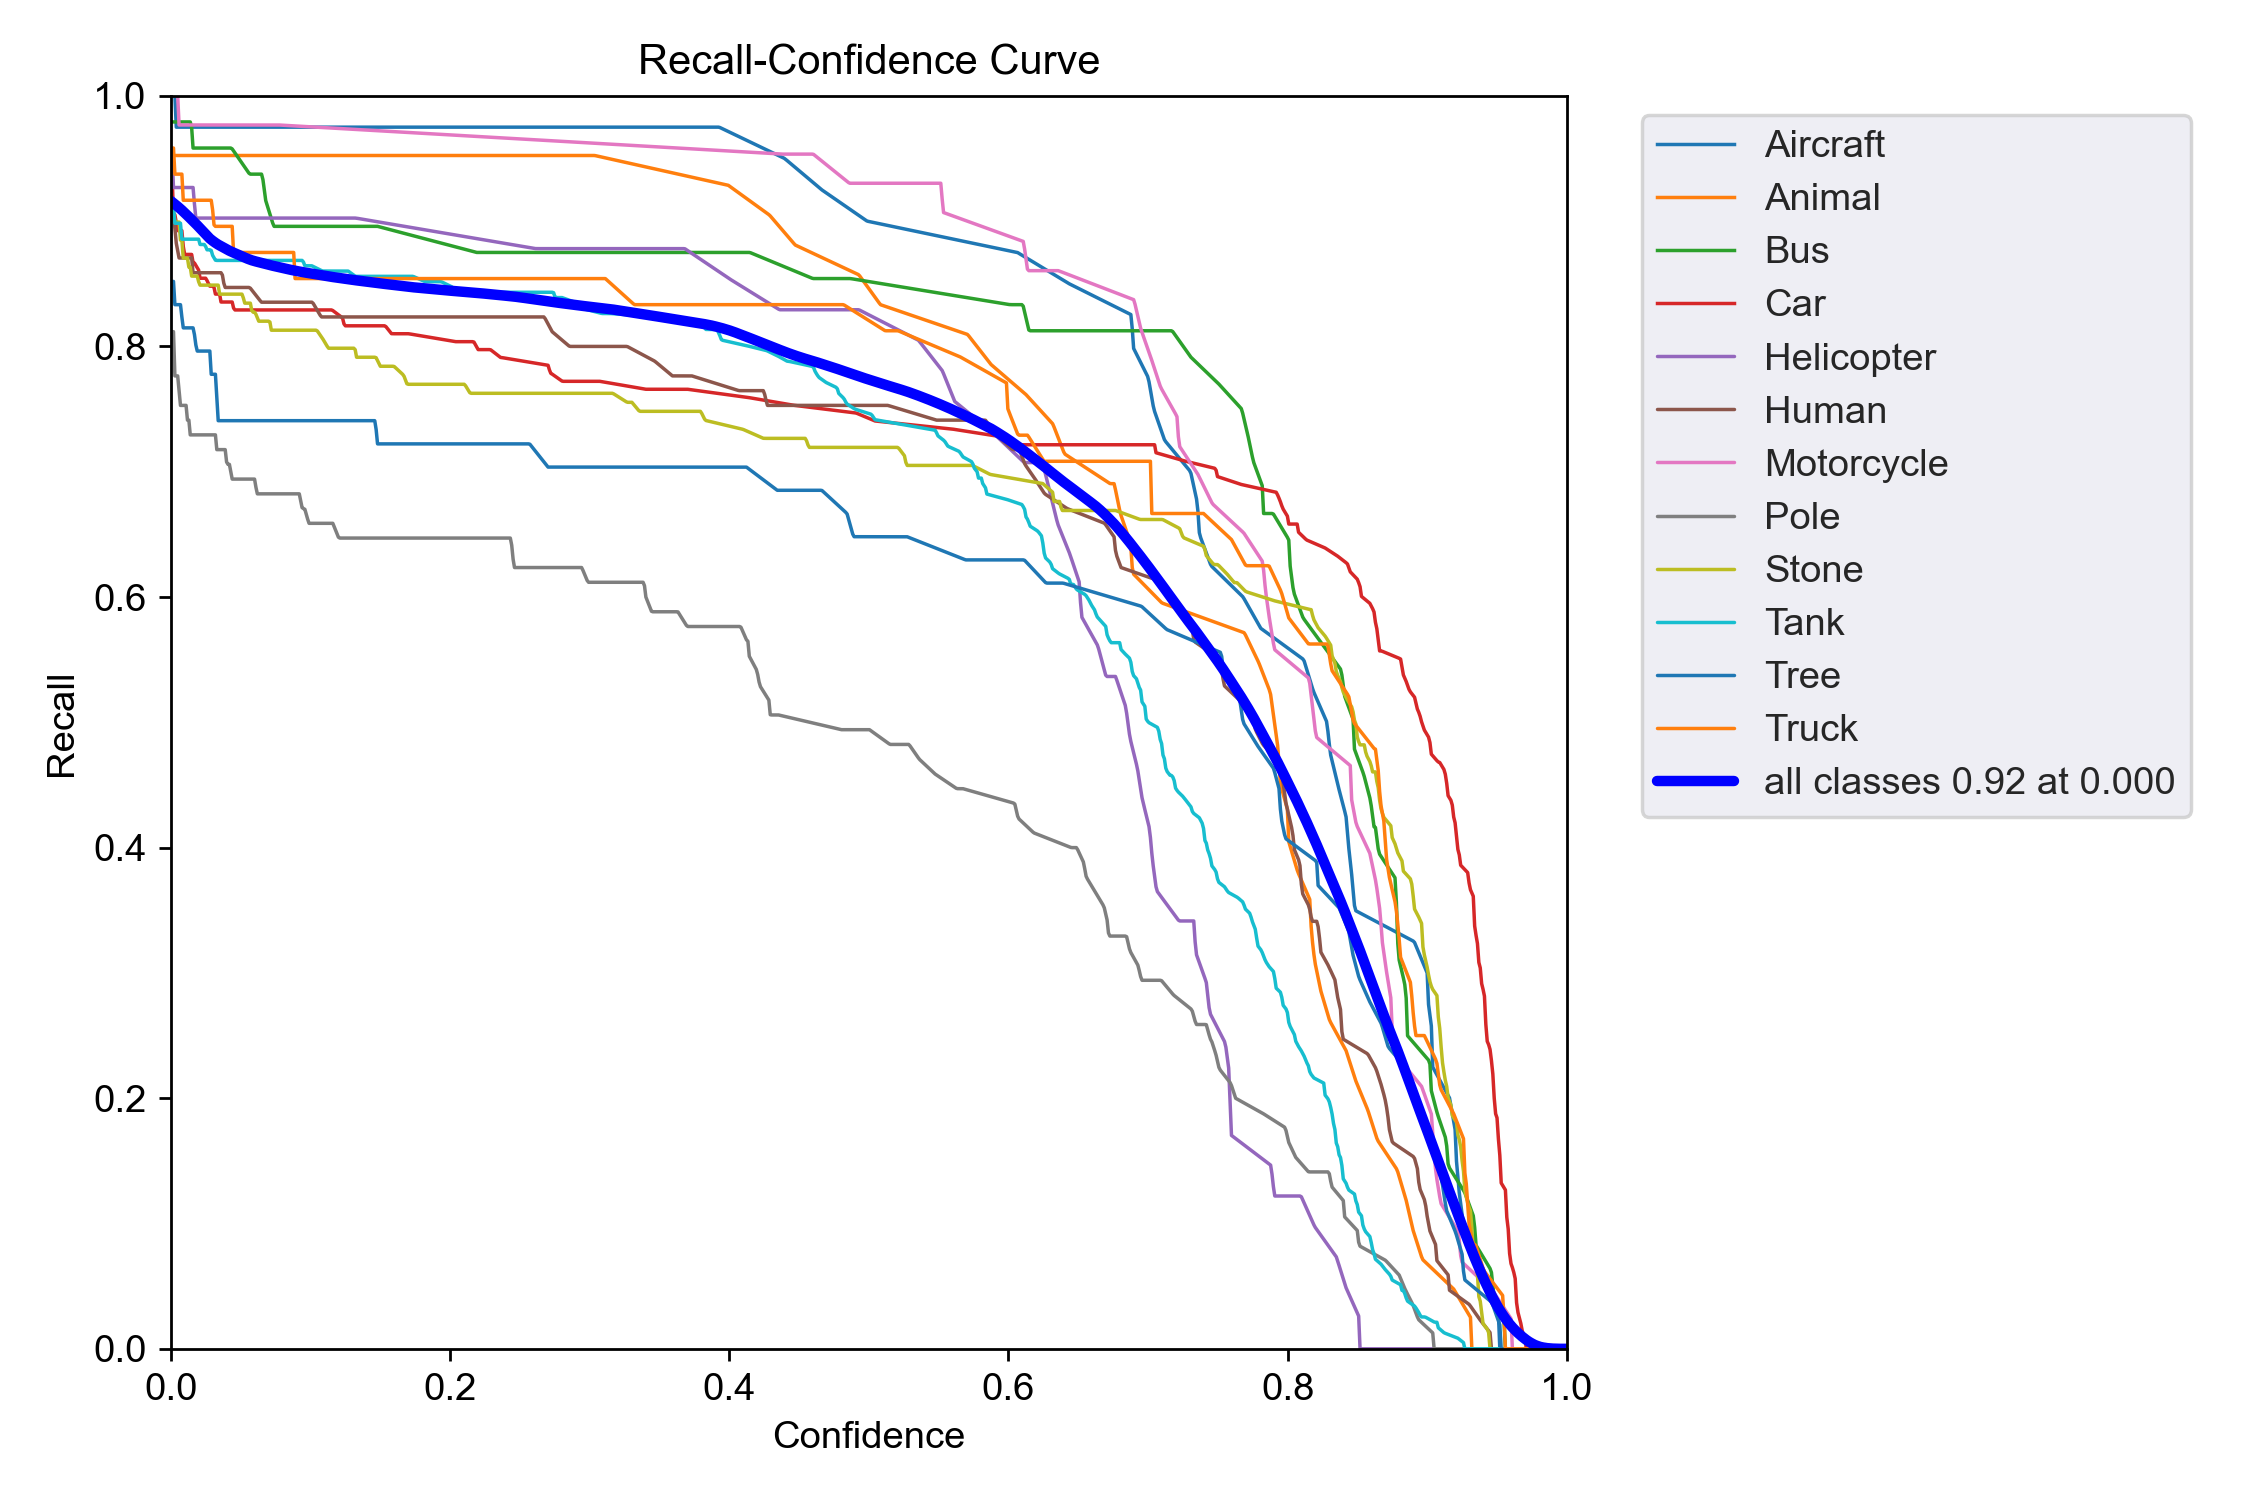 Recall-Confidence Curve
1.0
0.8
0.6
0.4
0.2
0.0
Recall
0.0 0.2 0.4 0.6 0.8 1.0
Confidence
Aircraft
Animal
Bus
Car
Helicopter
Human
Motorcycle
Pole
Stone
Tank
Tree
Truck
all classes 0.92 at 0.000